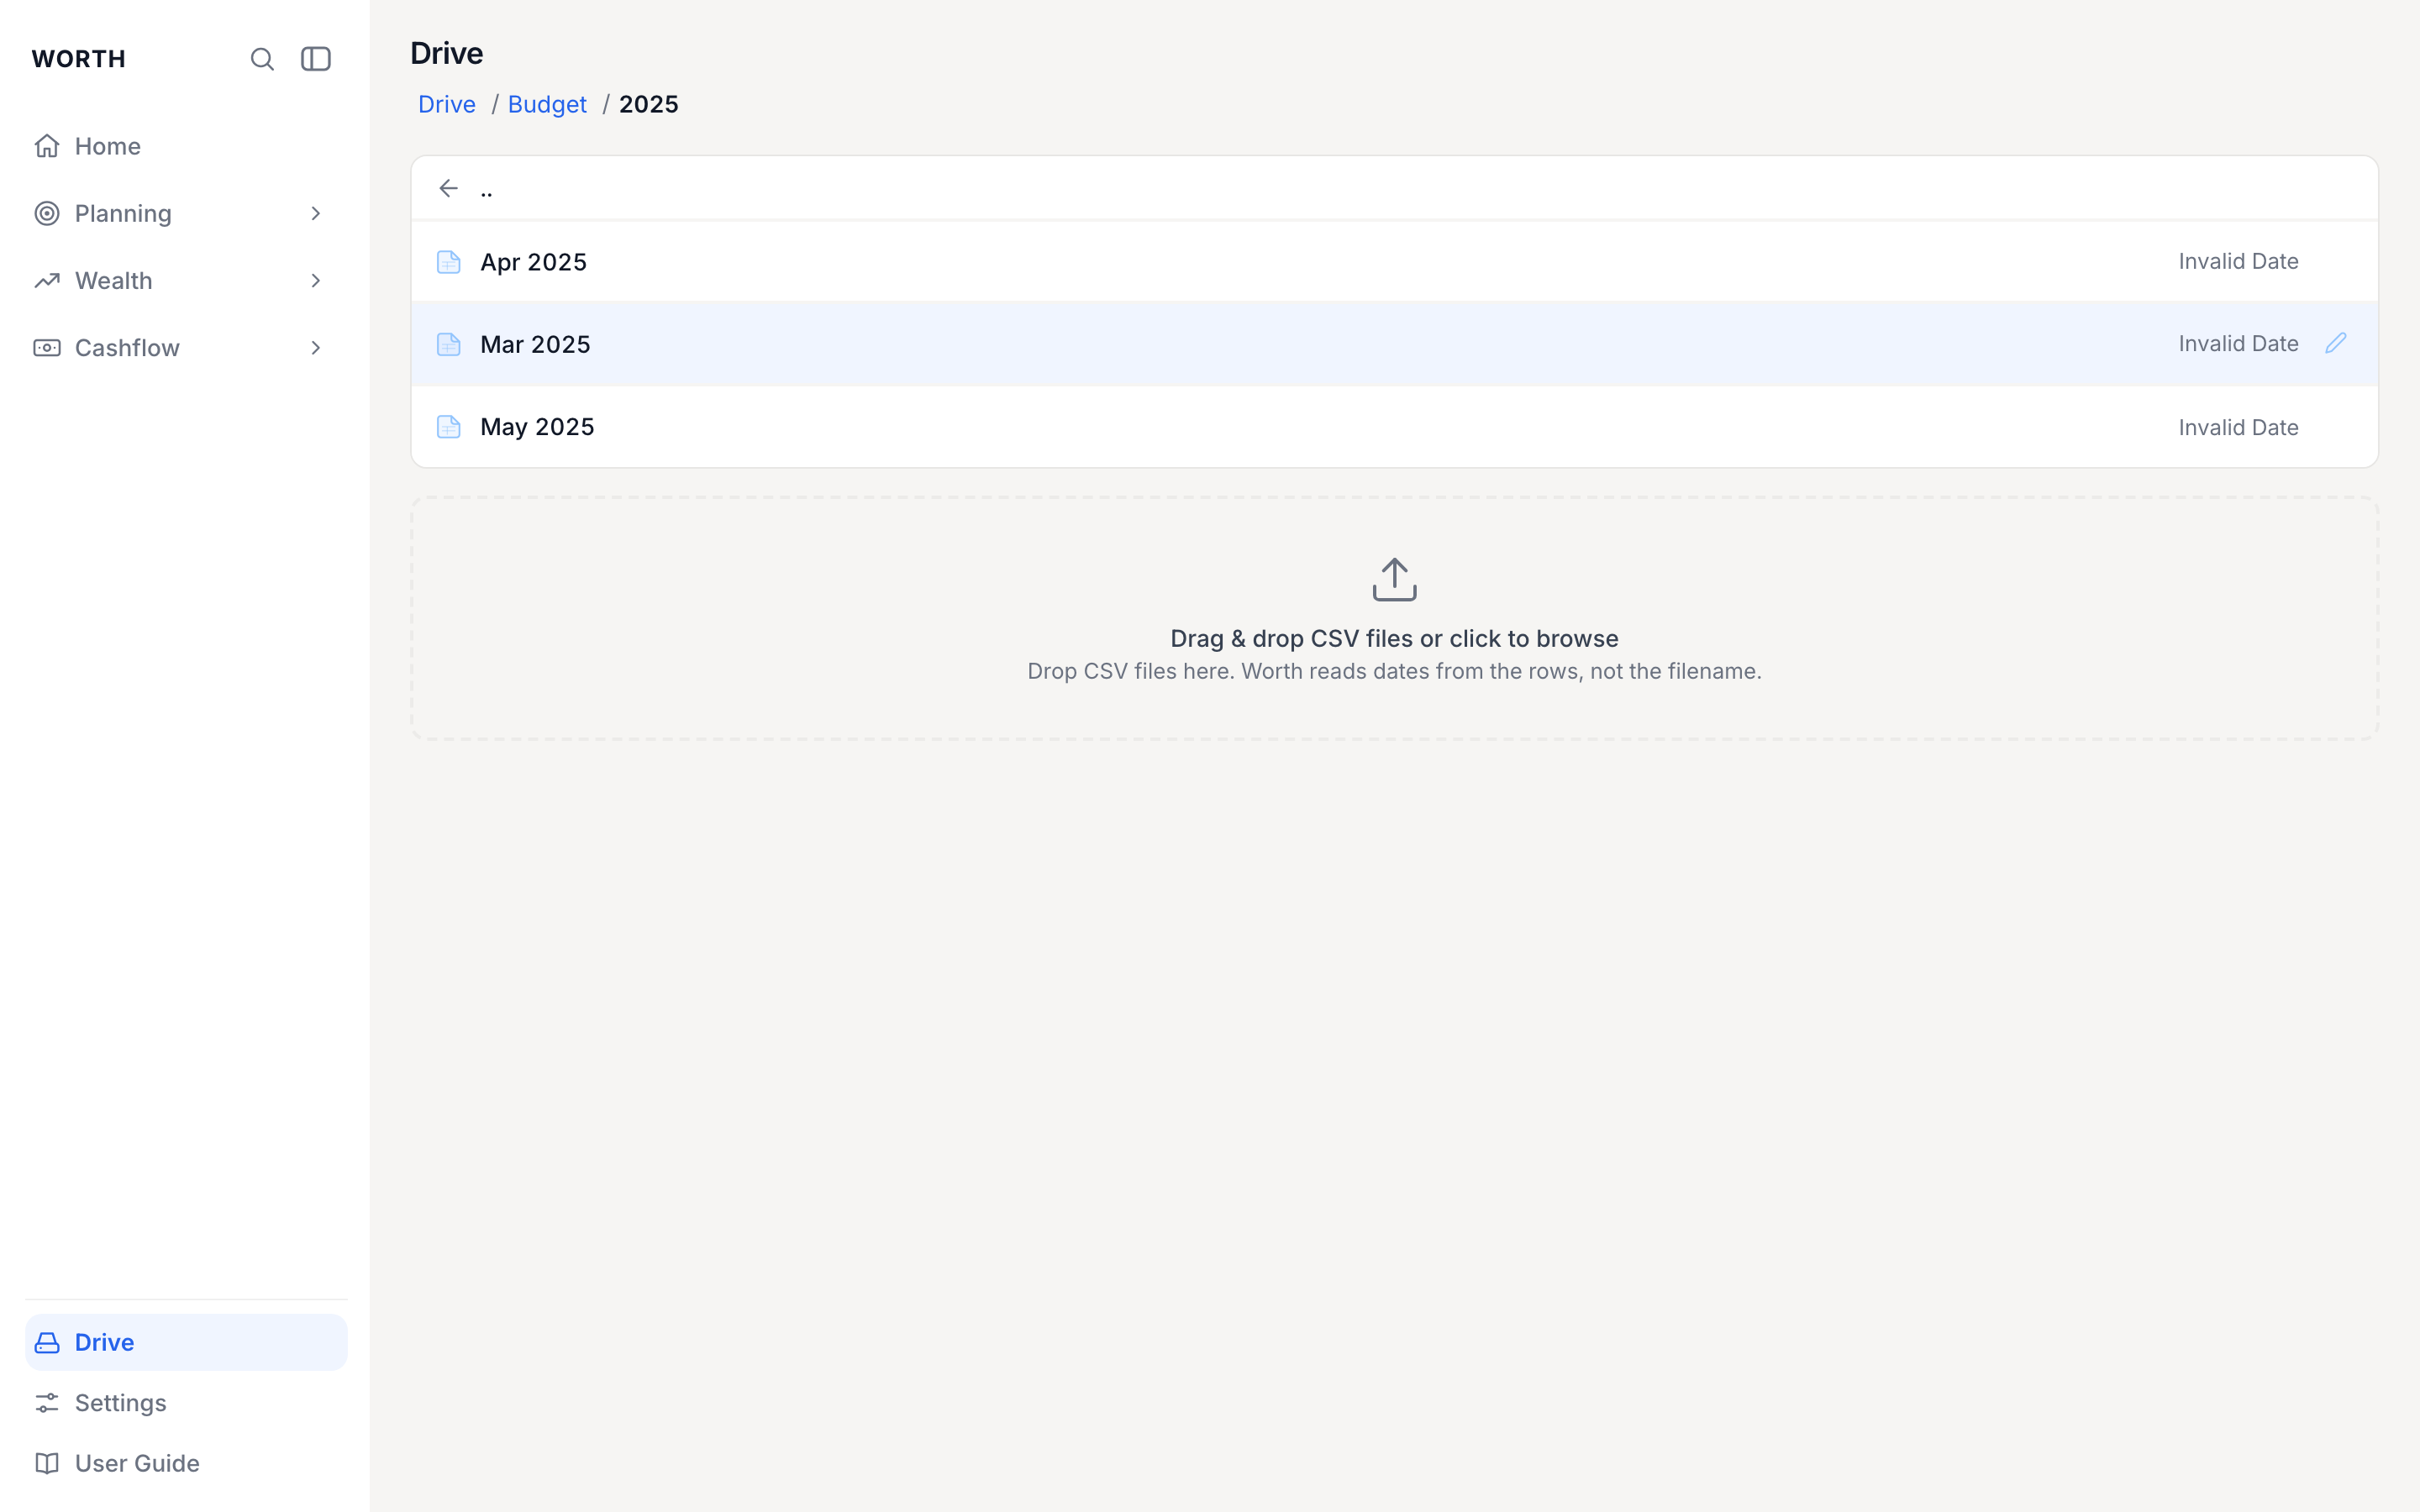 WORTH
Home
Planning
Wealth
Cashflow
Drive
Settings
User Guide
Drive
Drive / Budget / 2025
..
Apr 2025 Invalid Date
Mar 2025 Invalid Date
May 2025 Invalid Date
Drag & drop CSV files or click to browse
Drop CSV files here. Worth reads dates from the rows, not the filename.